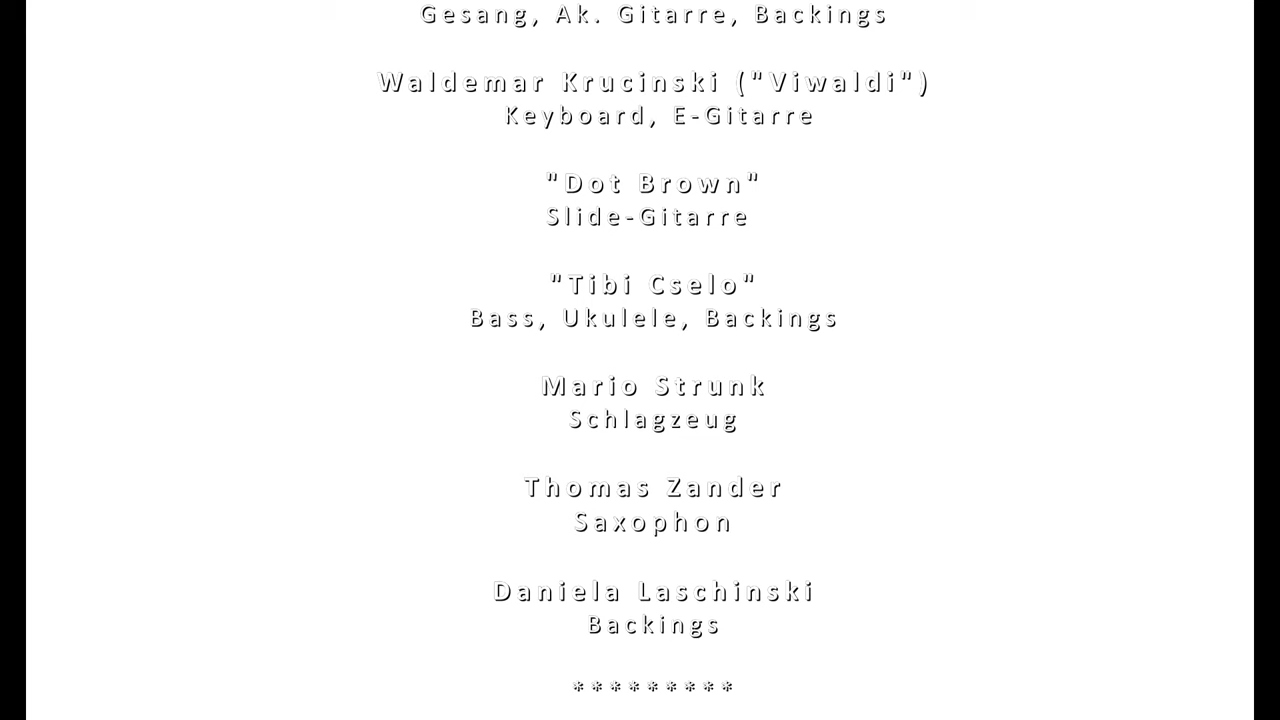 Gesang, Ak. Gitarre, Backings
Waldemar Krucinski ("Viwaldi")
Keyboard, E-Gitarre
"Dot Brown"
Slide-Gitarre
"Tibi Cselo"
Bass, Ukulele, Backings
Mario Strunk
Schlagzeug
Thomas Zander
Saxophon
Daniela Laschinski
Backings
*********